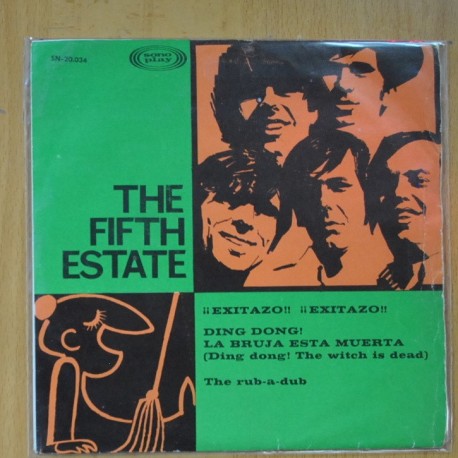 SN-20.034
sono
play
THE
FIFTH
ESTATE
¡¡EXITAZO!! ¡¡EXITAZO!!
DING DONG!
LA BRUJA ESTA MUERTA
(Ding dong! The witch is dead)
The rub-a-dub